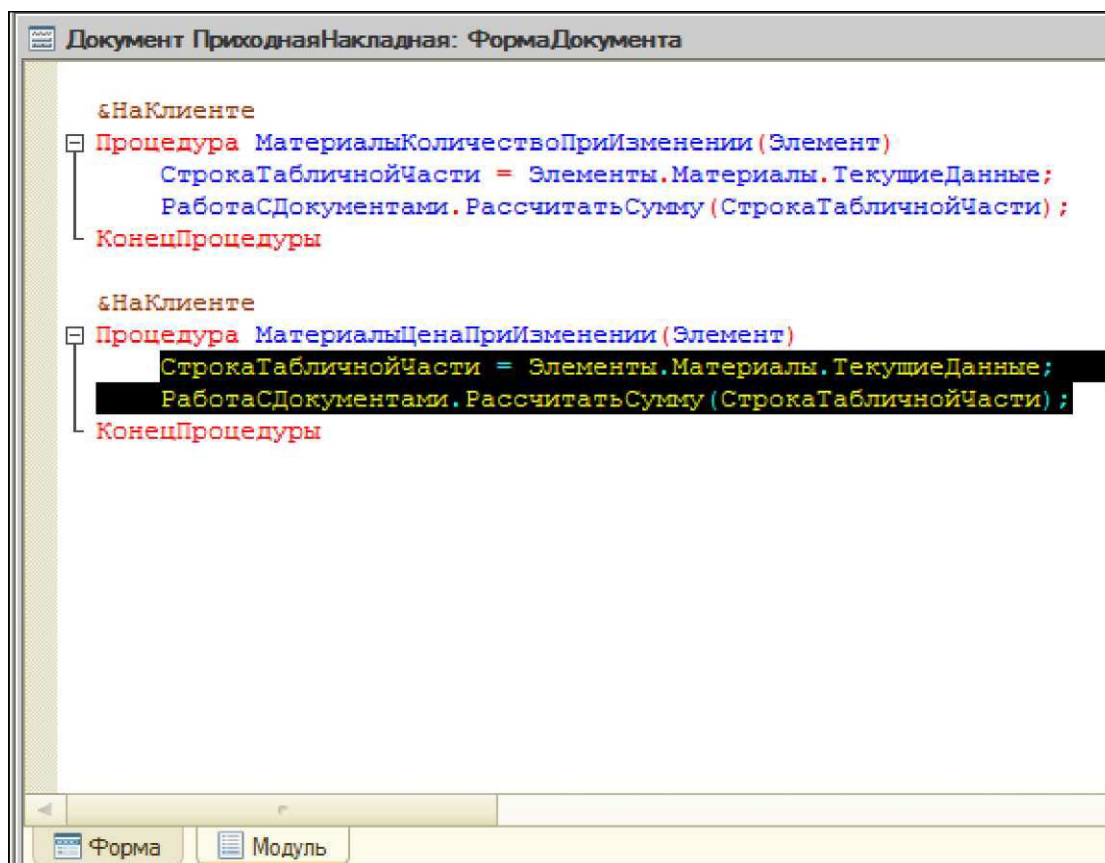 Документ ПриходнаяНакладная: ФормаДокумента
&НаКлиенте
Процедура МатериалыКоличествоПриИзменении(Элемент)
СтрокаТабличнойЧасти = Элементы.Материалы.ТекущиеДанные;
РаботаСДокументами.РассчитатьСумму(СтрокаТабличнойЧасти);
КонецПроцедуры
&НаКлиенте
Процедура МатериалыЦенаПриИзменении(Элемент)
СтрокаТабличнойЧасти = Элементы.Материалы.ТекущиеДанные;
РаботаСДокументами.РассчитатьСумму(СтрокаТабличнойЧасти);
КонецПроцедуры
Форма Модуль